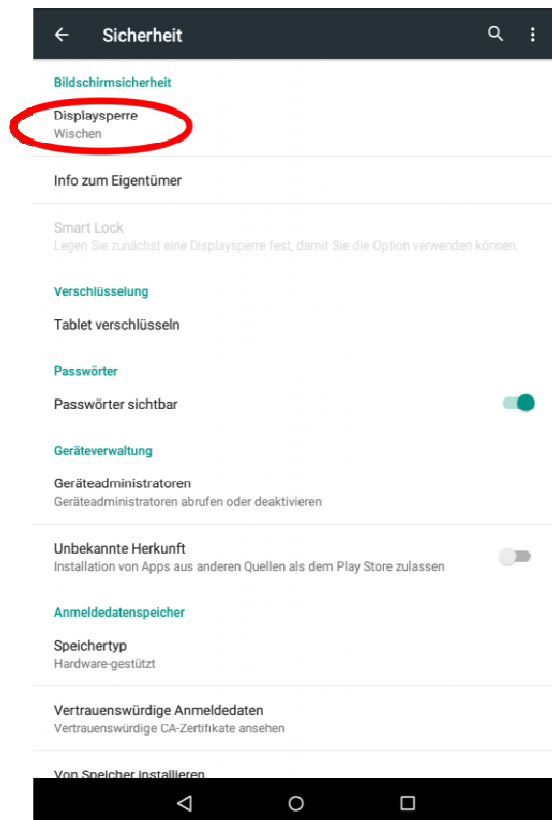 Sicherheit
Bildschirmsicherheit
Displaysperre
Wischen
Info zum Eigentümer
Smart Lock
Legen Sie zunächst eine Displaysperre fest, damit Sie die Option verwenden können.
Verschlüsselung
Tablet verschlüsseln
Passwörter
Passwörter sichtbar
Geräteverwaltung
Geräteadministratoren
Geräteadministratoren abrufen oder deaktivieren
Unbekannte Herkunft
Installation von Apps aus anderen Quellen als dem Play Store zulassen
Anmeldedatenspeicher
Speichertyp
Hardware-gestützt
Vertrauenswürdige Anmeldedaten
Vertrauenswürdige CA-Zertifikate ansehen
Von Speicher installieren